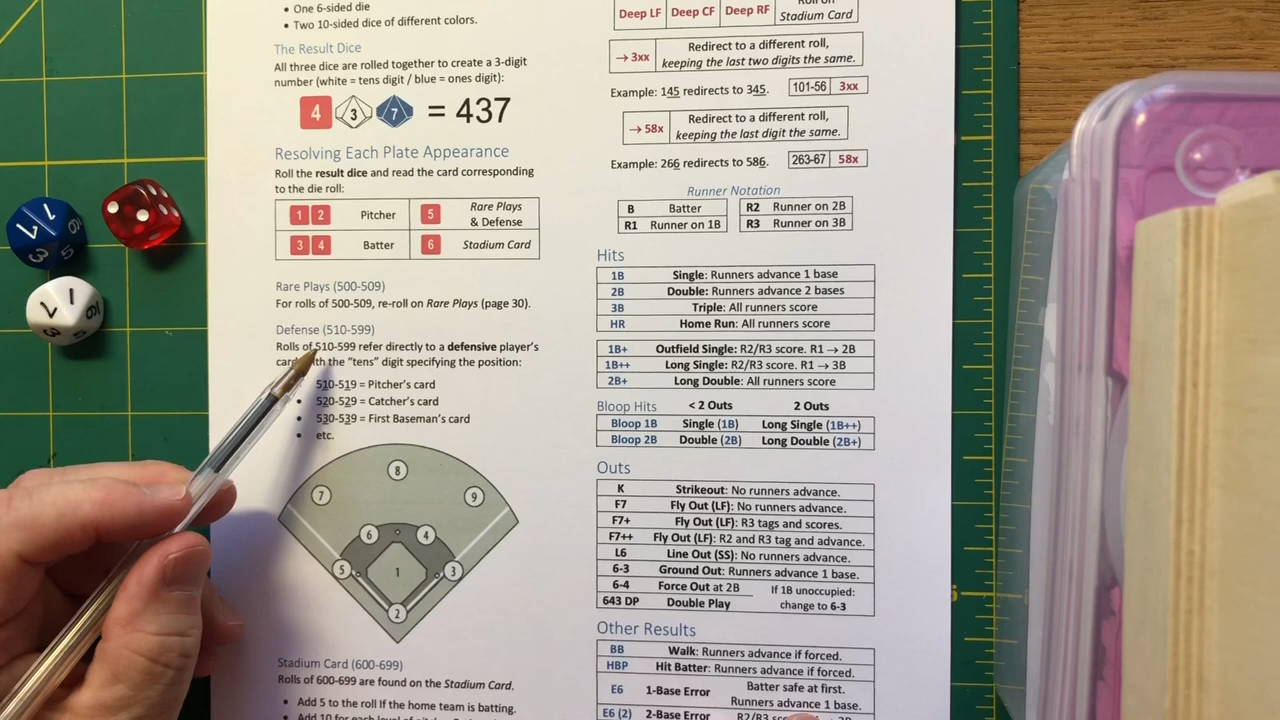 • One 6-sided die
• Two 10-sided dice of different colors.
The Result Dice
All three dice are rolled together to create a 3-digit
number (white = tens digit / blue = ones digit):
4 3 7 = 437
Resolving Each Plate Appearance
Roll the result dice and read the card corresponding
to the die roll:
1 2 Pitcher 5 Rare Plays
& Defense
3 4 Batter 6 Stadium Card
Rare Plays (500-509)
For rolls of 500-509, re-roll on Rare Plays (page 30).
Defense (510-599)
Rolls of 510-599 refer directly to a defensive player's
the "tens" digit specifying the position:
• 510-519 = Pitcher's card
• 520-529 = Catcher's card
• 530-539 = First Baseman's card
• etc.
8
7 9
6 4
5 1 3
2
Stadium Card (600-699)
Rolls of 600-699 are found on the Stadium Card.
• Add 5 to the roll If the home team is batting.
Deep LF Deep CF Deep RF
Stadium Card
→ 3xx Redirect to a different roll,
keeping the last two digits the same.
Example: 145 redirects to 345. 101-56 3xx
→ 58x Redirect to a different roll,
keeping the last digit the same.
Example: 266 redirects to 586. 263-67 58x
Runner Notation
B Batter R2 Runner on 2B
R1 Runner on 1B R3 Runner on 3B
Hits
1B Single: Runners advance 1 base
2B Double: Runners advance 2 bases
3B Triple: All runners score
HR Home Run: All runners score
1B+ Outfield Single: R2/R3 score. R1 → 2B
1B++ Long Single: R2/R3 score. R1 → 3B
2B+ Long Double: All runners score
Bloop Hits < 2 Outs 2 Outs
Bloop 1B Single (1B) Long Single (1B++)
Bloop 2B Double (2B) Long Double (2B+)
Outs
K Strikeout: No runners advance.
F7 Fly Out (LF): No runners advance.
F7+ Fly Out (LF): R3 tags and scores.
F7++ Fly Out (LF): R2 and R3 tag and advance.
L6 Line Out (SS): No runners advance.
6-3 Ground Out: Runners advance 1 base.
6-4 Force Out at 2B If 1B unoccupied:
643 DP Double Play change to 6-3
Other Results
BB Walk: Runners advance if forced.
HBP Hit Batter: Runners advance if forced.
E6 1-Base Error Batter safe at first.
Runners advance 1 base.
E6 (2) 2-Base Error